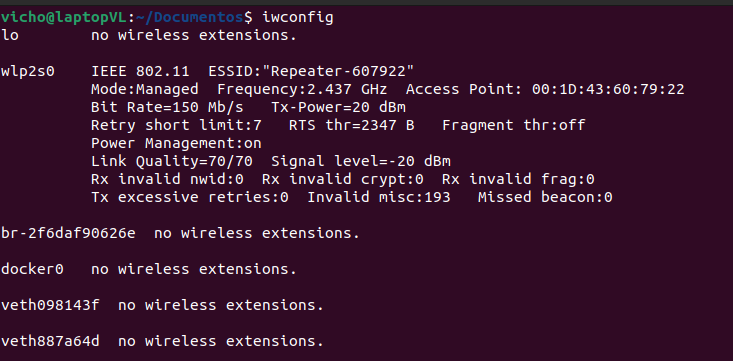 vicho@laptopVL:~/Documentos$ iwconfig
lo        no wireless extensions.
wlp2s0    IEEE 802.11  ESSID:"Repeater-607922"
          Mode:Managed  Frequency:2.437 GHz  Access Point: 00:1D:43:60:79:22
          Bit Rate=150 Mb/s   Tx-Power=20 dBm
          Retry short limit:7   RTS thr=2347 B   Fragment thr:off
          Power Management:on
          Link Quality=70/70  Signal level=-20 dBm
          Rx invalid nwid:0  Rx invalid crypt:0  Rx invalid frag:0
          Tx excessive retries:0  Invalid misc:193   Missed beacon:0
br-2f6daf90626e  no wireless extensions.
docker0   no wireless extensions.
veth098143f  no wireless extensions.
veth887a64d  no wireless extensions.